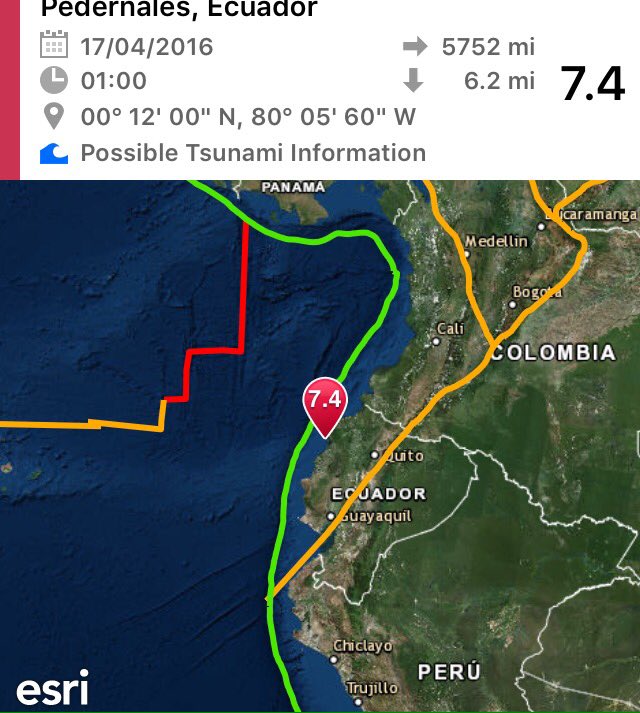 Pedernales, Ecuador
17/04/2016
5752 mi
01:00
6.2 mi
7.4
00° 12' 00" N, 80° 05' 60" W
Possible Tsunami Information
PANAMÁ
Bucaramanga
Medellin
Bogota
Cali
COLOMBIA
7.4
Quito
ECUADOR
Guayaquil
Chiclayo
PERÚ
Trujillo
esri